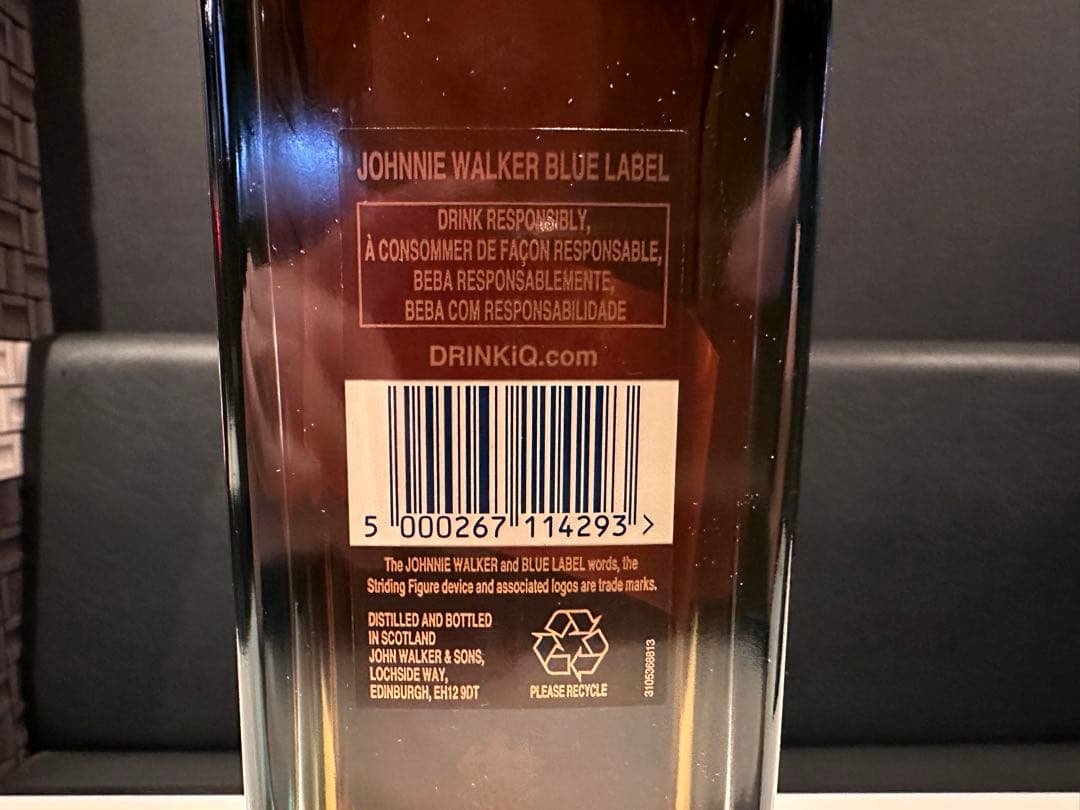 JOHNNIE WALKER BLUE LABEL
DRINK RESPONSIBLY,
À CONSOMMER DE FAÇON RESPONSABLE,
BEBA RESPONSABLEMENTE,
BEBA COM RESPONSABILIDADE
DRINKiQ.com
5 000267 114293 >
The JOHNNIE WALKER and BLUE LABEL words, the
Striding Figure device and associated logos are trade marks.
DISTILLED AND BOTTLED
IN SCOTLAND
JOHN WALKER & SONS,
LOCHSIDE WAY,
EDINBURGH, EH12 9DT
PLEASE RECYCLE
3105368813